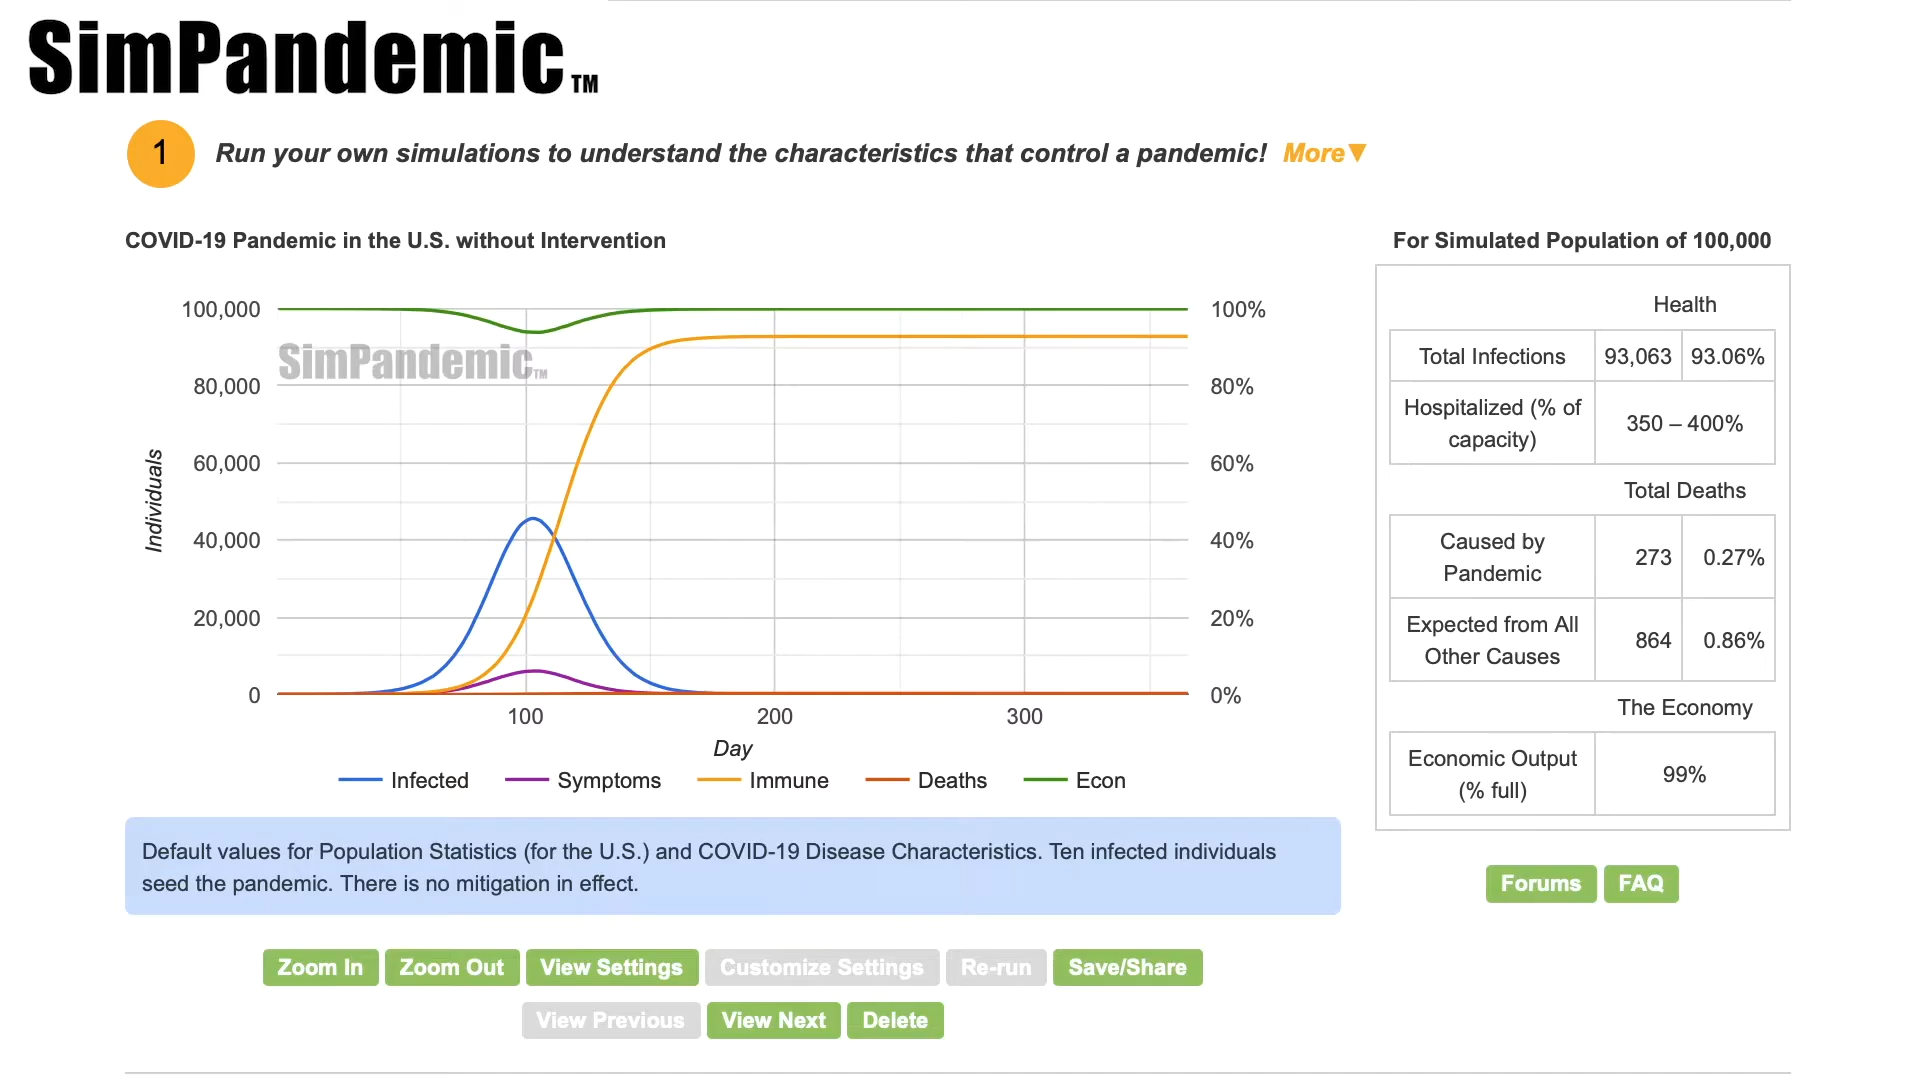 SimPandemic™
1
Run your own simulations to understand the characteristics that control a pandemic! More▼
COVID-19 Pandemic in the U.S. without Intervention
100,000
80,000
60,000
40,000
20,000
0
Individuals
SimPandemic™
100%
80%
60%
40%
20%
0%
100 200 300
Day
Infected Symptoms Immune Deaths Econ
Default values for Population Statistics (for the U.S.) and COVID-19 Disease Characteristics. Ten infected individuals
seed the pandemic. There is no mitigation in effect.
Zoom In Zoom Out View Settings Customize Settings Re-run Save/Share
View Previous View Next Delete
For Simulated Population of 100,000
Health
Total Infections 93,063 93.06%
Hospitalized (% of
capacity) 350 – 400%
Total Deaths
Caused by
Pandemic 273 0.27%
Expected from All
Other Causes 864 0.86%
The Economy
Economic Output
(% full) 99%
Forums FAQ